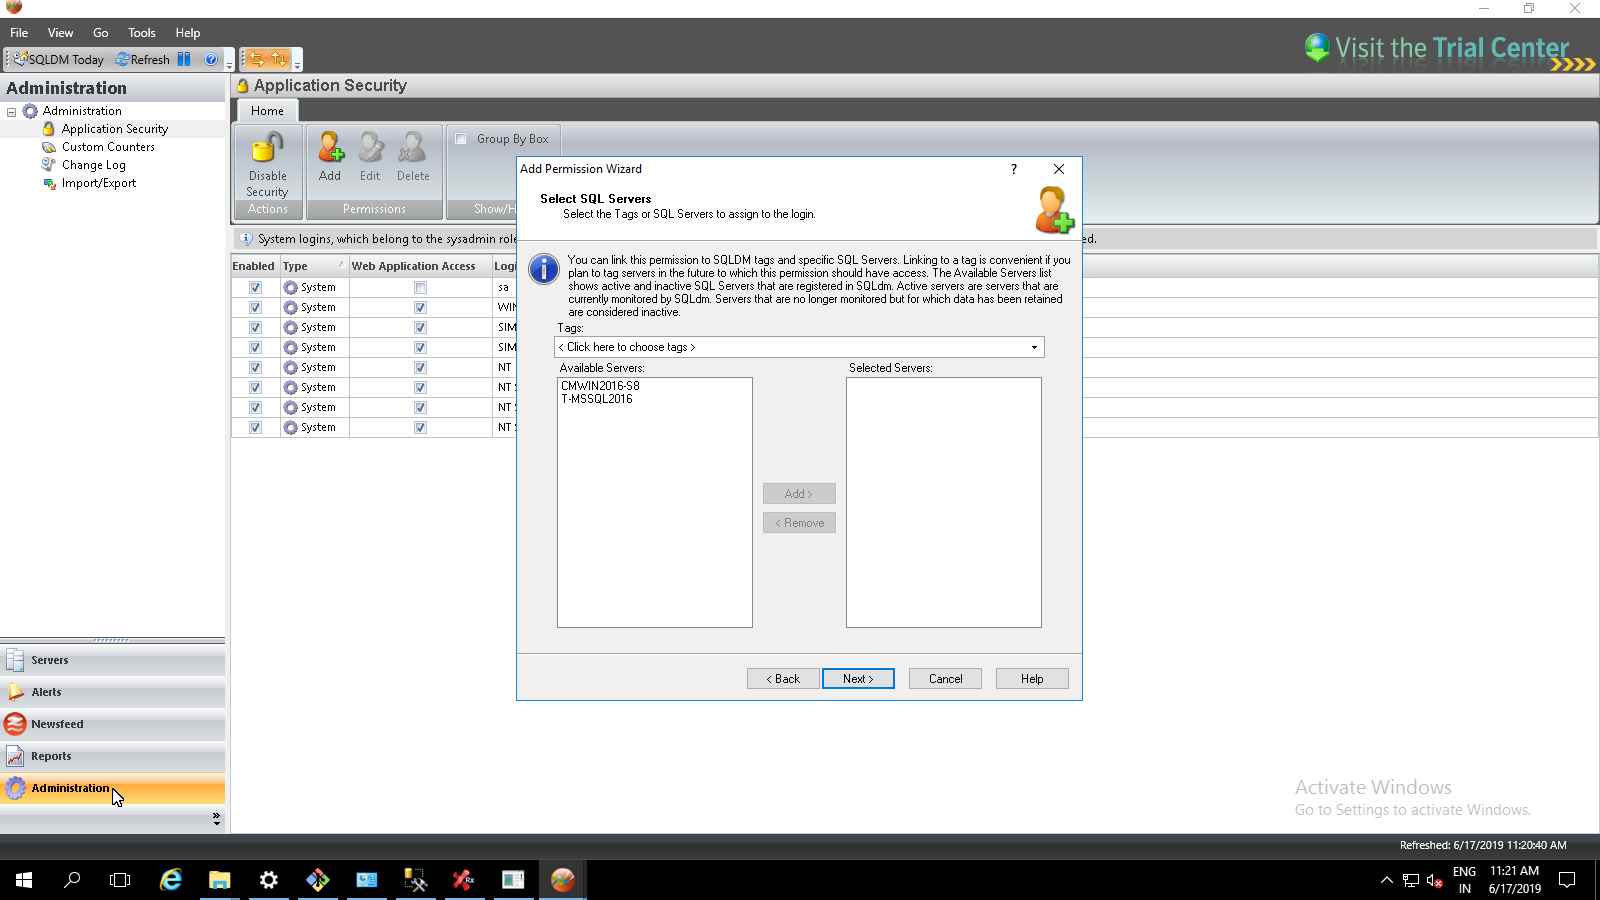 File View Go Tools Help
SQLDM Today Refresh
Visit the Trial Center
Administration
Administration
Application Security
Custom Counters
Change Log
Import/Export
Application Security
Home
Disable Security
Add
Edit
Delete
Group By Box
Actions
Permissions
Show/H
System logins, which belong to the sysadmin role
ed.
Enabled Type Web Application Access Logi
System sa
System WIN
System SIM
System SIM
System NT
System NT S
System NT S
System NT S
Add Permission Wizard ?
Select SQL Servers
Select the Tags or SQL Servers to assign to the login.
You can link this permission to SQLDM tags and specific SQL Servers. Linking to a tag is convenient if you
plan to tag servers in the future to which this permission should have access. The Available Servers list
shows active and inactive SQL Servers that are registered in SQLdm. Active servers are servers that are
currently monitored by SQLdm. Servers that are no longer monitored but for which data has been retained
are considered inactive.
Tags:
< Click here to choose tags >
Available Servers:
CMWIN2016-S8
T-MSSQL2016
Selected Servers:
Add >
< Remove
< Back Next > Cancel Help
Servers
Alerts
Newsfeed
Reports
Administration
Activate Windows
Go to Settings to activate Windows.
Refreshed: 6/17/2019 11:20:40 AM
ENG
IN
11:21 AM
6/17/2019